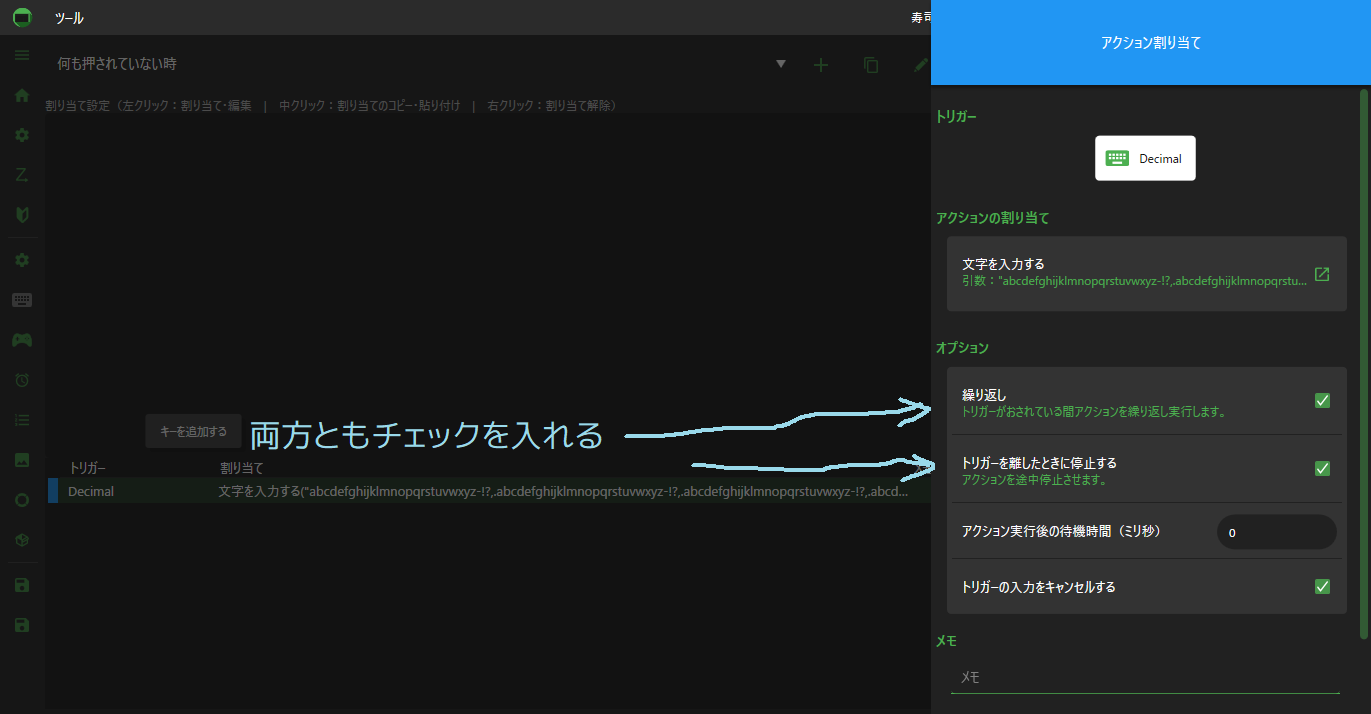 ツール
寿司
何も押されていない時
割り当て設定（左クリック：割り当て・編集　|　中クリック：割り当てのコピー・貼り付け　|　右クリック：割り当て解除）
キーを追加する
両方ともチェックを入れる
トリガー　割り当て
Decimal　文字を入力する("abcdefghijklmnopqrstuvwxyz-!?,.abcdefghijklmnopqrstuvwxyz-!?,.abcdefghijklmnopqrstuvwxyz-!?,.abcd...
アクション割り当て
トリガー
Decimal
アクションの割り当て
文字を入力する
引数："abcdefghijklmnopqrstuvwxyz-!?,.abcdefghijklmnopqrstu...
オプション
繰り返し
トリガーがおされている間アクションを繰り返し実行します。
トリガーを離したときに停止する
アクションを途中停止させます。
アクション実行後の待機時間（ミリ秒）　0
トリガーの入力をキャンセルする
メモ
メモ